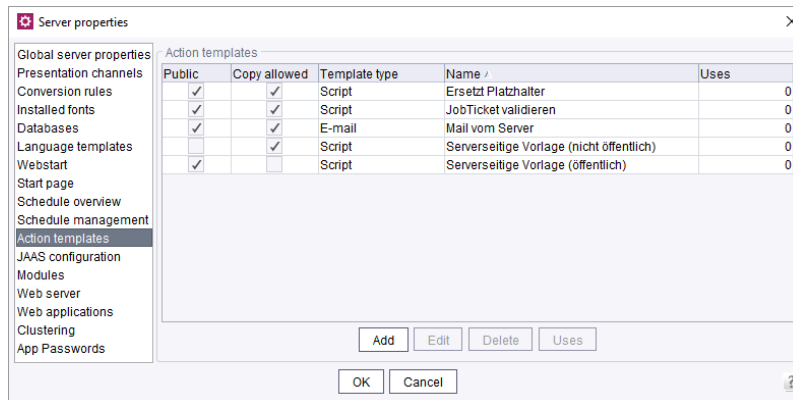 Server properties
Global server properties
Presentation channels
Conversion rules
Installed fonts
Databases
Language templates
Webstart
Start page
Schedule overview
Schedule management
Action templates
JAAS configuration
Modules
Web server
Web applications
Clustering
App Passwords
Action templates
Public Copy allowed Template type Name Uses
Script Ersetzt Platzhalter 0
Script JobTicket validieren 0
E-mail Mail vom Server 0
Script Serverseitige Vorlage (nicht öffentlich) 0
Script Serverseitige Vorlage (öffentlich) 0
Add Edit Delete Uses
OK Cancel ?